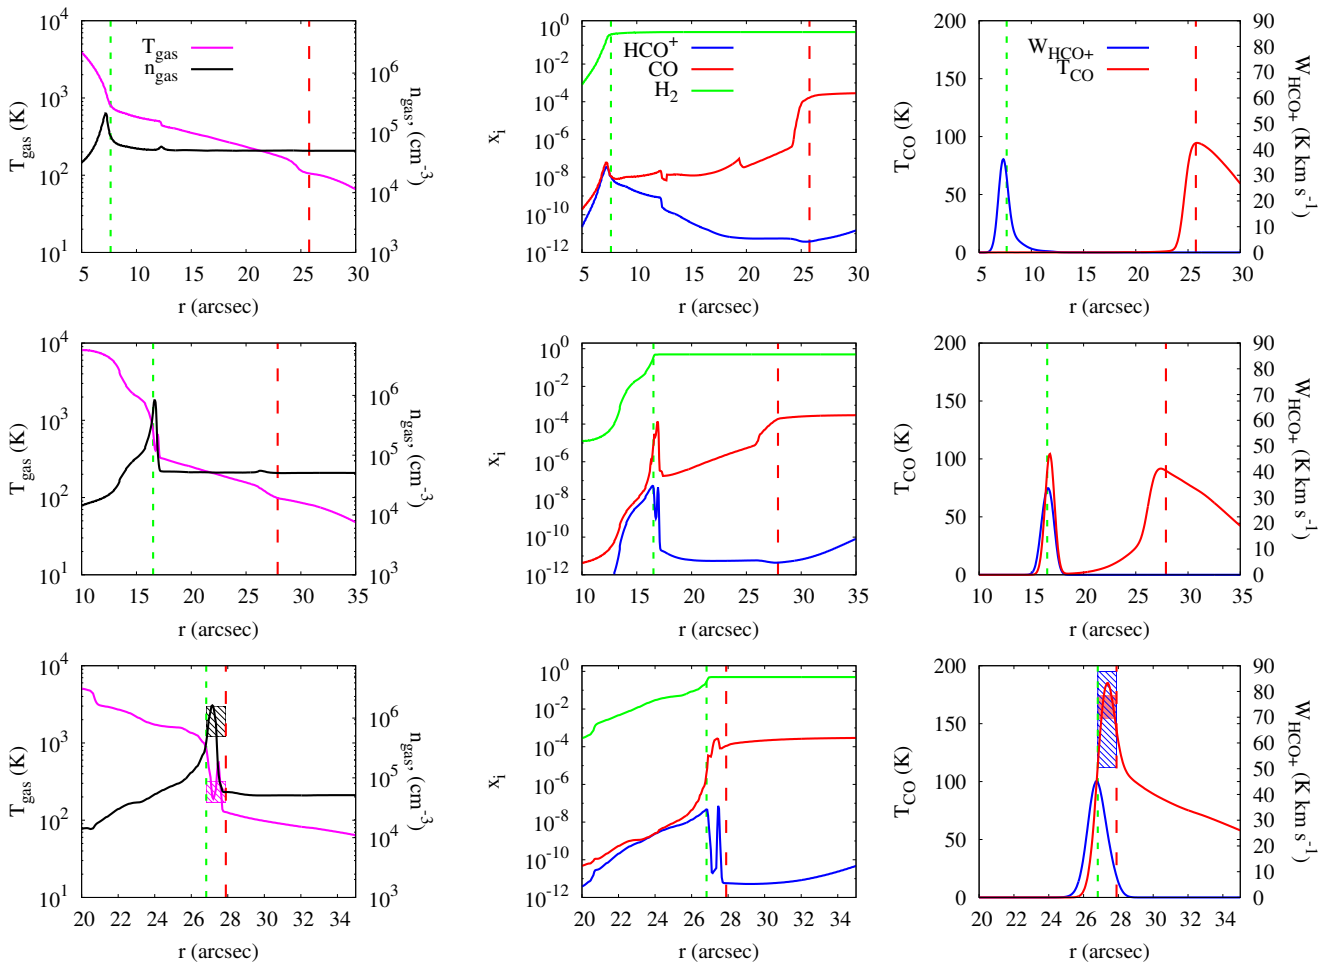 10^4 10^3 10^2 10^1
T_gas (K)
T_gas
n_gas
10^6 10^5 10^4 10^3
n_gas, (cm^-3)
5 10 15 20 25 30
r (arcsec)
10^0 10^-2 10^-4 10^-6 10^-8 10^-10 10^-12
x_i
HCO^+
CO
H_2
5 10 15 20 25 30
r (arcsec)
200 150 100 50 0
T_CO (K)
W_HCO+
T_CO
90 80 70 60 50 40 30 20 10 0
W_HCO+ (K km s^-1)
5 10 15 20 25 30
r (arcsec)
10^4 10^3 10^2 10^1
T_gas (K)
10^6 10^5 10^4 10^3
n_gas, (cm^-3)
10 15 20 25 30 35
r (arcsec)
10^0 10^-2 10^-4 10^-6 10^-8 10^-10 10^-12
x_i
10 15 20 25 30 35
r (arcsec)
200 150 100 50 0
T_CO (K)
90 80 70 60 50 40 30 20 10 0
W_HCO+ (K km s^-1)
10 15 20 25 30 35
r (arcsec)
10^4 10^3 10^2 10^1
T_gas (K)
10^6 10^5 10^4 10^3
n_gas, (cm^-3)
20 22 24 26 28 30 32 34
r (arcsec)
10^0 10^-2 10^-4 10^-6 10^-8 10^-10 10^-12
x_i
20 22 24 26 28 30 32 34
r (arcsec)
200 150 100 50 0
T_CO (K)
90 80 70 60 50 40 30 20 10 0
W_HCO+ (K km s^-1)
20 22 24 26 28 30 32 34
r (arcsec)